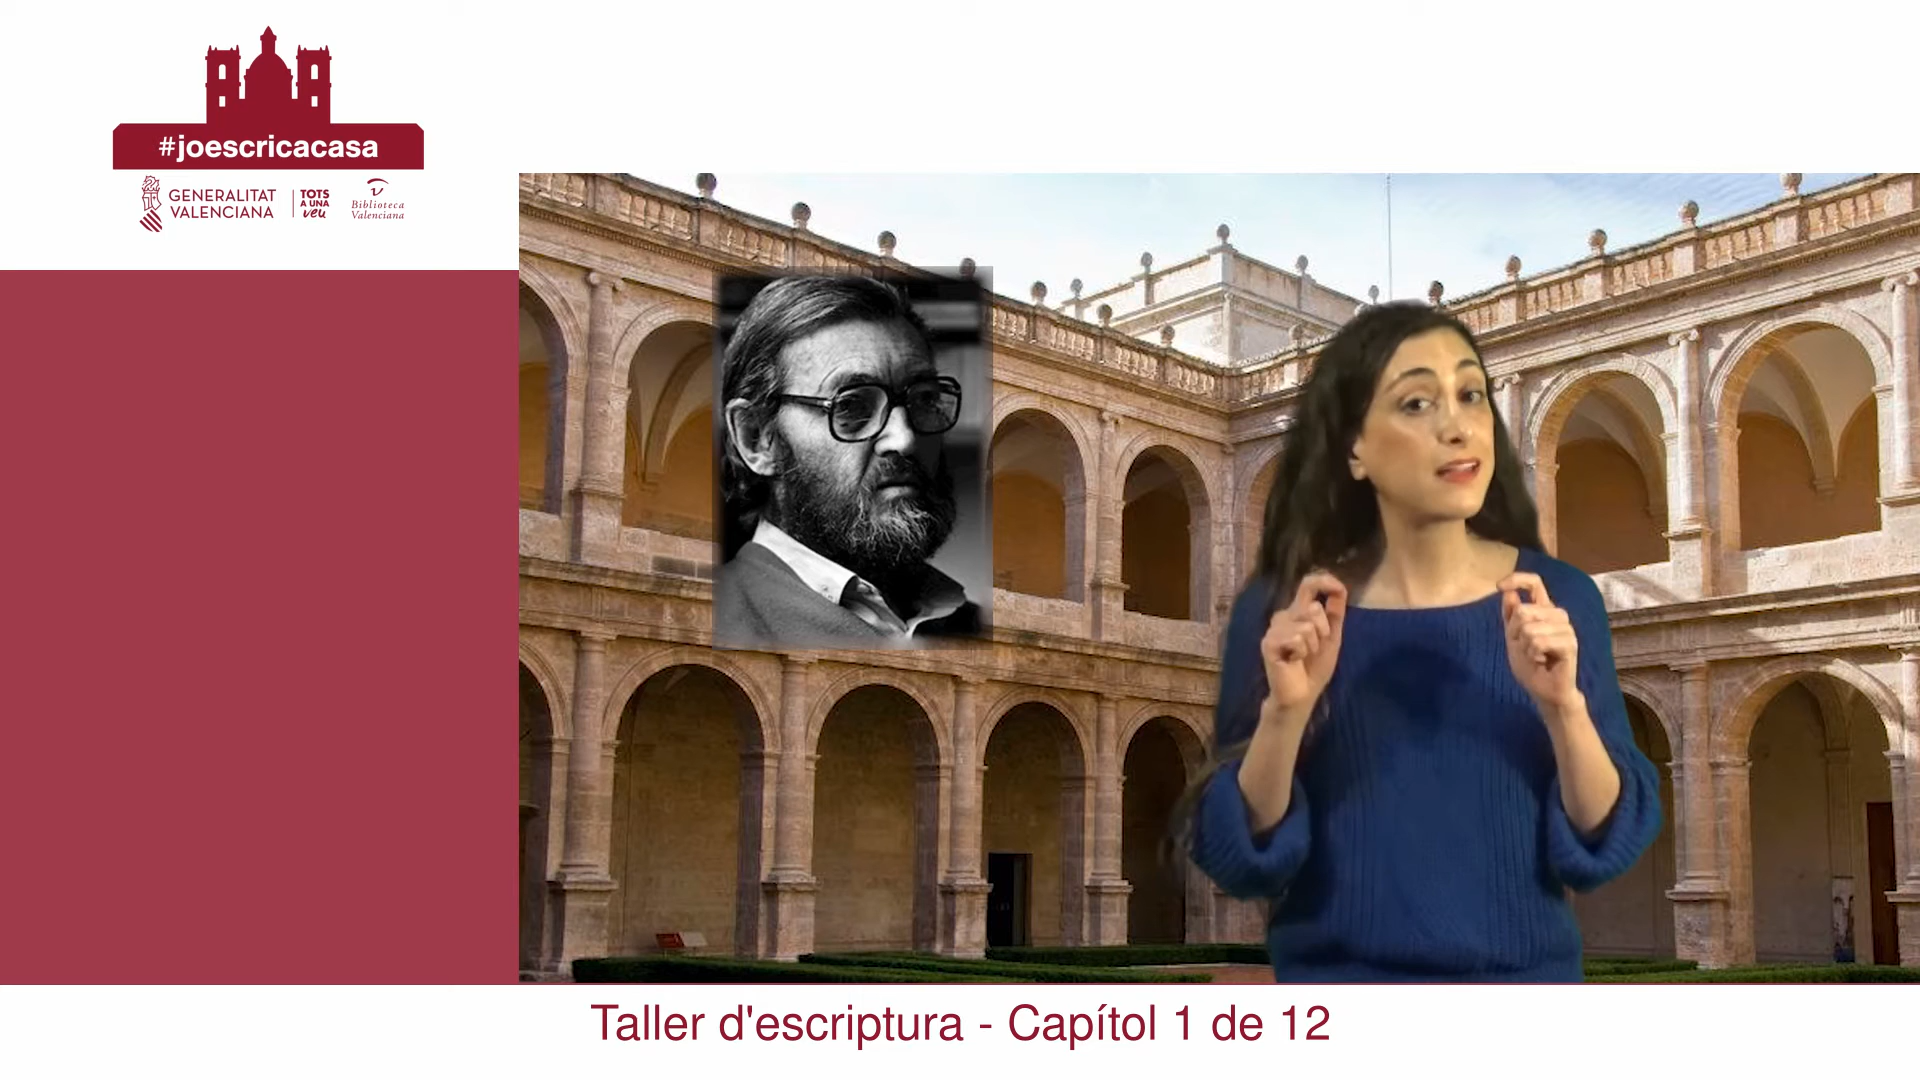 #joescricacasa
GENERALITAT
VALENCIANA
TOTS
A UNA
veu
Biblioteca
Valenciana
Taller d'escriptura - Capítol 1 de 12